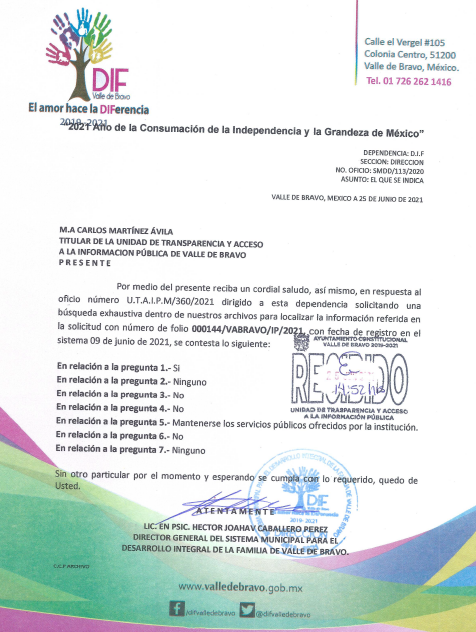 Calle el Vergel #105
Colonia Centro, 51200
Valle de Bravo, México.
Tel. 01 726 262 1416
DIF
Valle de Bravo
El amor hace la DIFerencia
2019-2021
"2021 Año de la Consumación de la Independencia y la Grandeza de México"
DEPENDENCIA: D.I.F
SECCION: DIRECCION
NO. OFICIO: SMDD/113/2020
ASUNTO: EL QUE SE INDICA
VALLE DE BRAVO, MEXICO A 25 DE JUNIO DE 2021
M.A CARLOS MARTÍNEZ ÁVILA
TITULAR DE LA UNIDAD DE TRANSPARENCIA Y ACCESO
A LA INFORMACION PÚBLICA DE VALLE DE BRAVO
P R E S E N T E
Por medio del presente reciba un cordial saludo, así mismo, en respuesta al
oficio número U.T.A.I.P.M/360/2021 dirigido a esta dependencia solicitando una
búsqueda exhaustiva dentro de nuestros archivos para localizar la información referida en
la solicitud con número de folio 000144/VABRAVO/IP/2021, con fecha de registro en el
sistema 09 de junio de 2021, se contesta lo siguiente:
AYUNTAMIENTO CONSTITUCIONAL
VALLE DE BRAVO 2019-2021
RECIBIDO
UNIDAD DE TRASPARENCIA Y ACCESO
A LA INFORMACIÓN PÚBLICA
En relación a la pregunta 1.- Si
En relación a la pregunta 2.- Ninguno
En relación a la pregunta 3.- No
En relación a la pregunta 4.- No
En relación a la pregunta 5.- Mantenerse los servicios públicos ofrecidos por la institución.
En relación a la pregunta 6.- No
En relación a la pregunta 7.- Ninguno
Sin otro particular por el momento y esperando se cumpla con lo requerido, quedo de
Usted.
DIF
2019-2021
A T E N T A M E N T E
LIC. EN PSIC. HECTOR JOAHAV CABALLERO PEREZ
DIRECTOR GENERAL DEL SISTEMA MUNICIPAL PARA EL
DESARROLLO INTEGRAL DE LA FAMILIA DE VALLE DE BRAVO.
C.C.P ARCHIVO
www.valledebravo.gob.mx
/difvalledebravo
@difvalledebravo